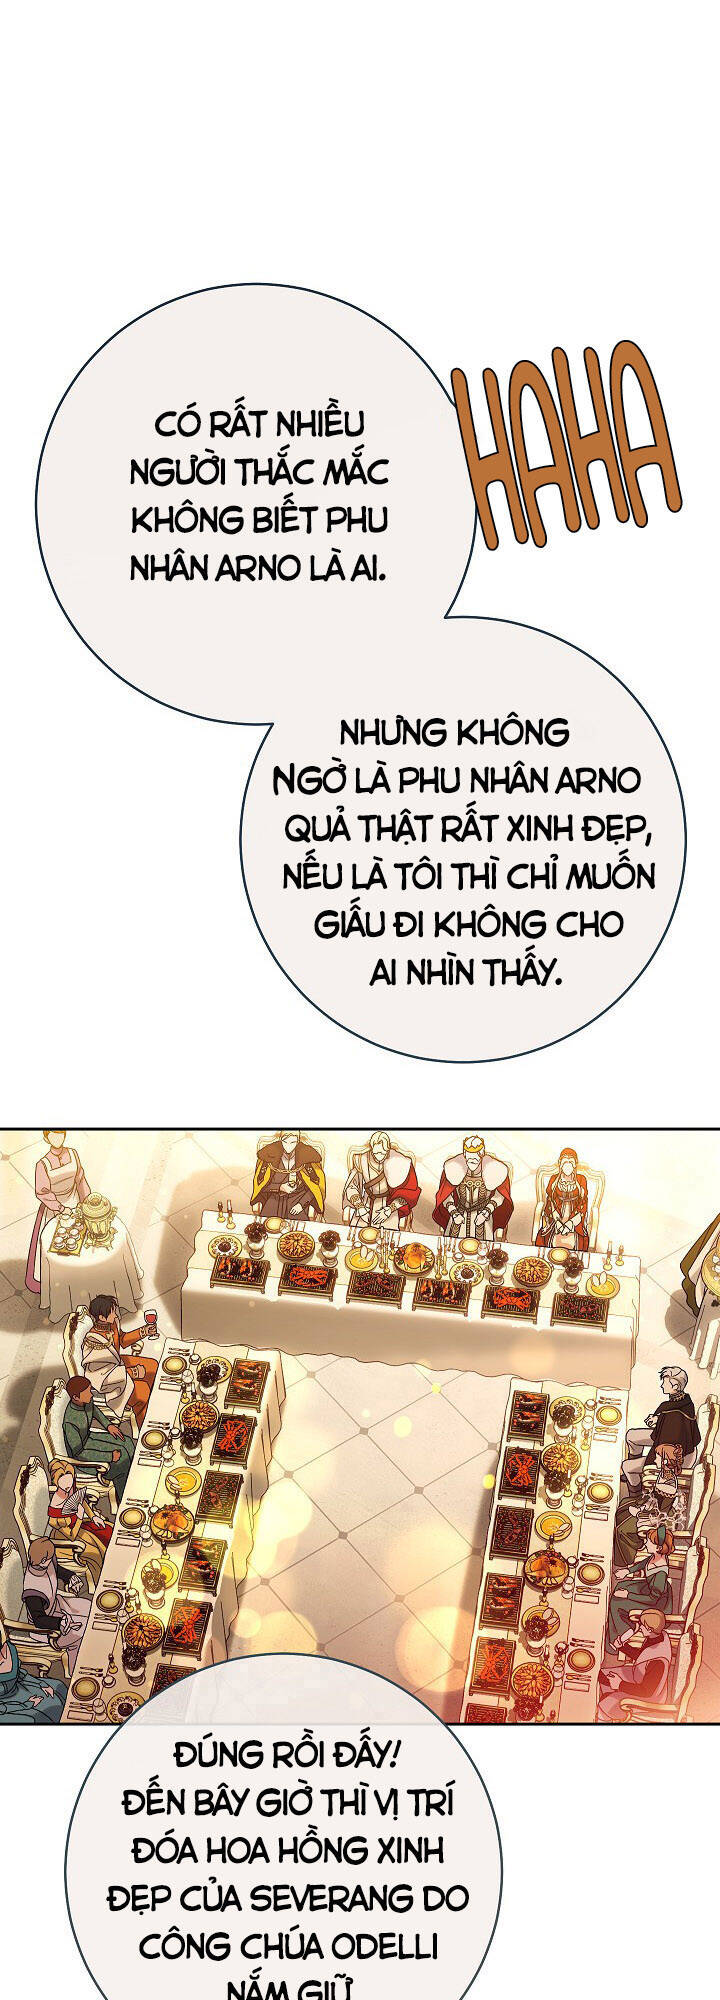 CÓ RẤT NHIỀU
NGƯỜI THẮC MẮC
KHÔNG BIẾT PHU
NHÂN ARNO LÀ AI.
HAHA
NHƯNG KHÔNG
NGỜ LÀ PHU NHÂN ARNO
QUẢ THẬT RẤT XINH ĐẸP,
NẾU LÀ TÔI THÌ CHỈ MUỐN
GIẤU ĐI KHÔNG CHO
AI NHÌN THẤY.
ĐÚNG RỒI ĐẤY!
ĐẾN BÂY GIỜ THÌ VỊ TRÍ
ĐÓA HOA HỒNG XINH
ĐẸP CỦA SEVERANG DO
CÔNG CHÚA ODELLI
NẮM GIỮ